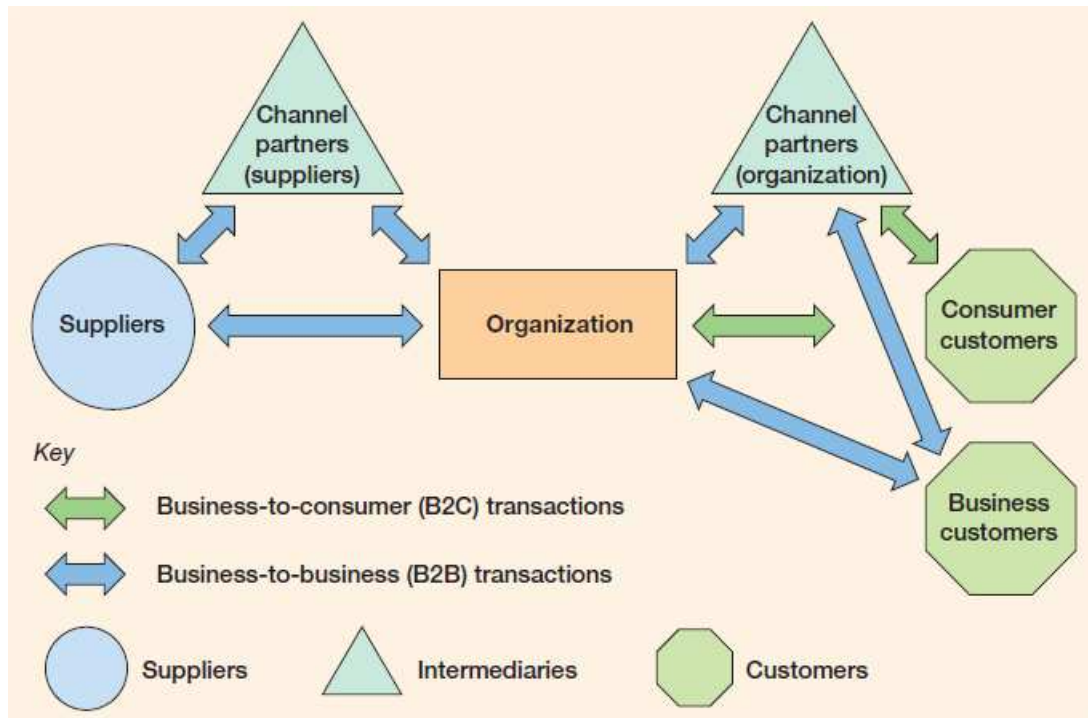 Channel
partners
(suppliers)
Channel
partners
(organization)
Suppliers
Organization
Consumer
customers
Business
customers
Key
Business-to-consumer (B2C) transactions
Business-to-business (B2B) transactions
Suppliers
Intermediaries
Customers